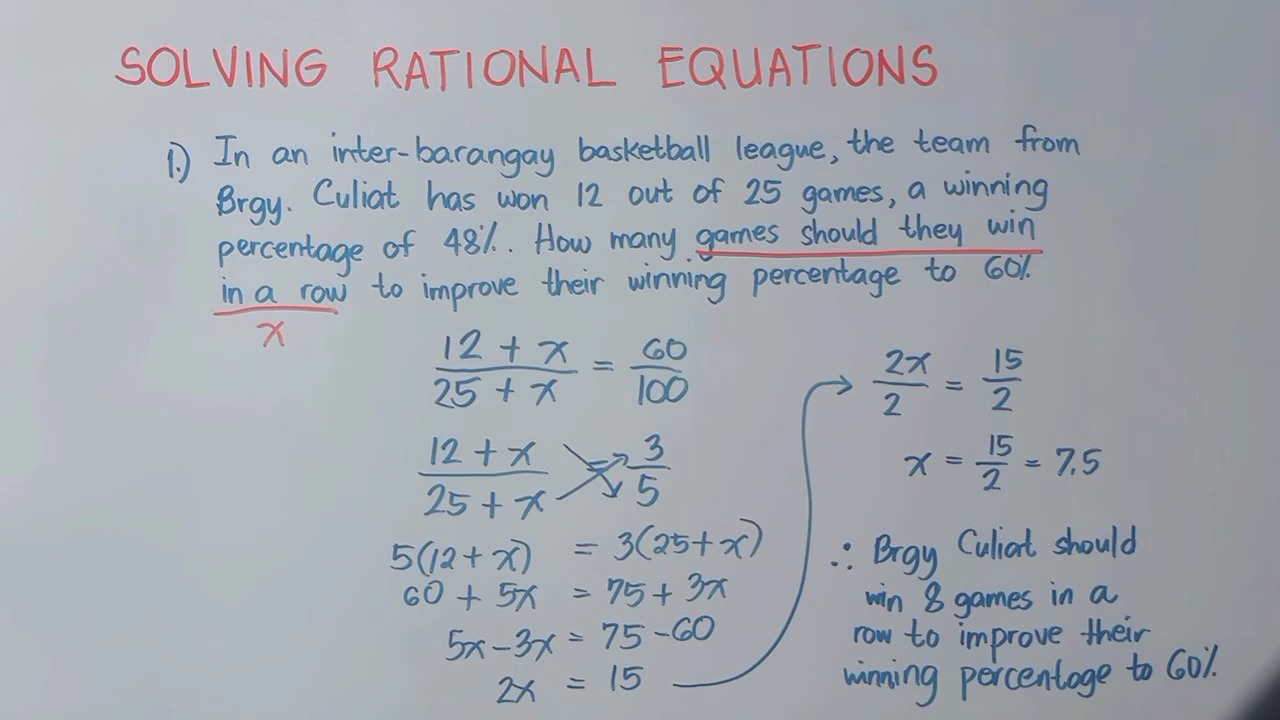 SOLVING RATIONAL EQUATIONS
1.) In an inter-barangay basketball league, the team from
Brgy. Culiat has won 12 out of 25 games, a winning
percentage of 48%. How many games should they win
in a row to improve their winning percentage to 60%
x
12 + x / 25 + x = 60 / 100
12 + x / 25 + x = 3 / 5
5(12 + x) = 3(25 + x)
60 + 5x = 75 + 3x
5x - 3x = 75 - 60
2x = 15
2x / 2 = 15 / 2
x = 15 / 2 = 7.5
∴ Brgy Culiat should
win 8 games in a
row to improve their
winning percentage to 60%